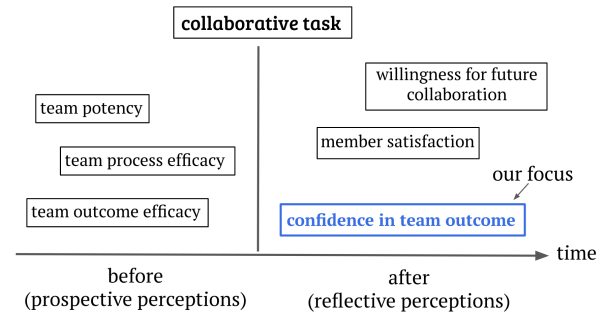 collaborative task
team potency
team process efficacy
team outcome efficacy
willingness for future
collaboration
member satisfaction
our focus
confidence in team outcome
time
before
(prospective perceptions)
after
(reflective perceptions)